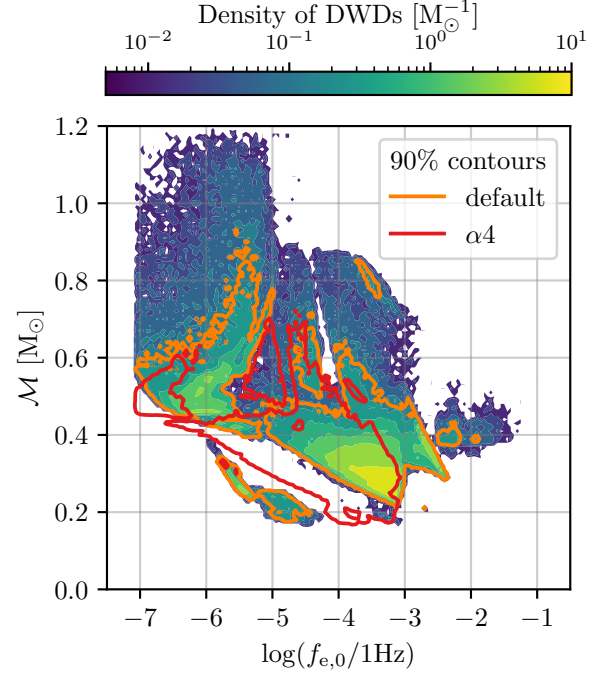 Density of DWDs [M⊙⁻¹]
10⁻² 10⁻¹ 10⁰ 10¹
90% contours
default
α4
ℳ [M⊙]
1.2
1.0
0.8
0.6
0.4
0.2
0.0
−7 −6 −5 −4 −3 −2 −1
log(fₑ,₀/1Hz)